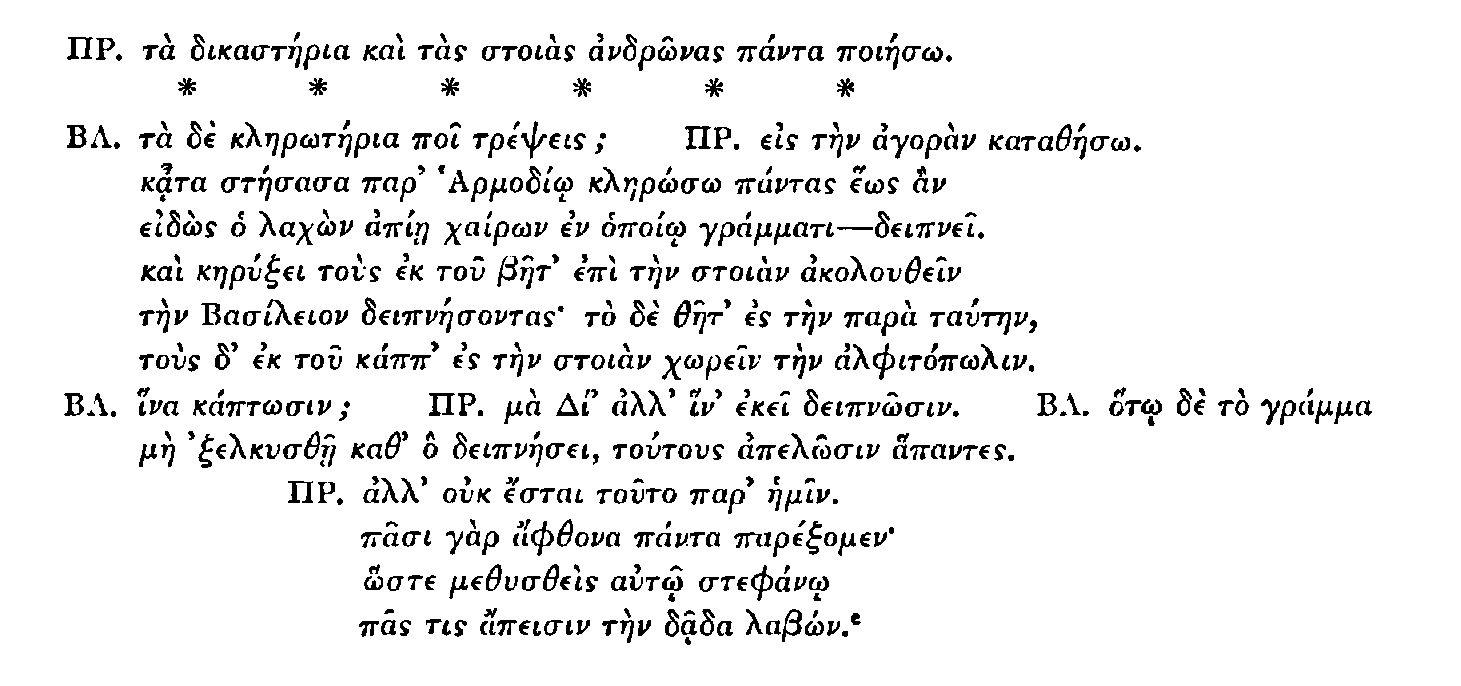 ΠΡ. τὰ δικαστήρια καὶ τὰς στοιὰς ἀνδρῶνας πάντα ποιήσω.
* * * * * *
ΒΛ. τὰ δὲ κληρωτήρια ποῖ τρέψεις; ΠΡ. εἰς τὴν ἀγορὰν καταθήσω.
κᾆτα στήσασα παρ’ Ἁρμοδίῳ κληρώσω πάντας ἕως ἂν
εἰδὼς ὁ λαχὼν ἀπίῃ χαίρων ἐν ὁποίῳ γράμματι—δειπνεῖ.
καὶ κηρύξει τοὺς ἐκ τοῦ βῆτ’ ἐπὶ τὴν στοιὰν ἀκολουθεῖν
τὴν Βασίλειον δειπνήσοντας· τὸ δὲ θῆτ’ ἐς τὴν παρὰ ταύτην,
τοὺς δ’ ἐκ τοῦ κάππ’ ἐς τὴν στοιὰν χωρεῖν τὴν ἀλφιτόπωλιν.
ΒΛ. ἵνα κάπτωσιν; ΠΡ. μὰ Δί’ ἀλλ’ ἵν’ ἐκεῖ δειπνῶσιν. ΒΛ. ὅτῳ δὲ τὸ γράμμα
μὴ ’ξελκυσθῇ καθ’ ὃ δειπνήσει, τούτους ἀπελῶσιν ἅπαντες.
ΠΡ. ἀλλ’ οὐκ ἔσται τοῦτο παρ’ ἡμῖν.
πᾶσι γὰρ ἄφθονα πάντα παρέξομεν·
ὥστε μεθυσθεὶς αὐτῷ στεφάνῳ
πᾶς τις ἄπεισιν τὴν δᾷδα λαβών.ᵉ